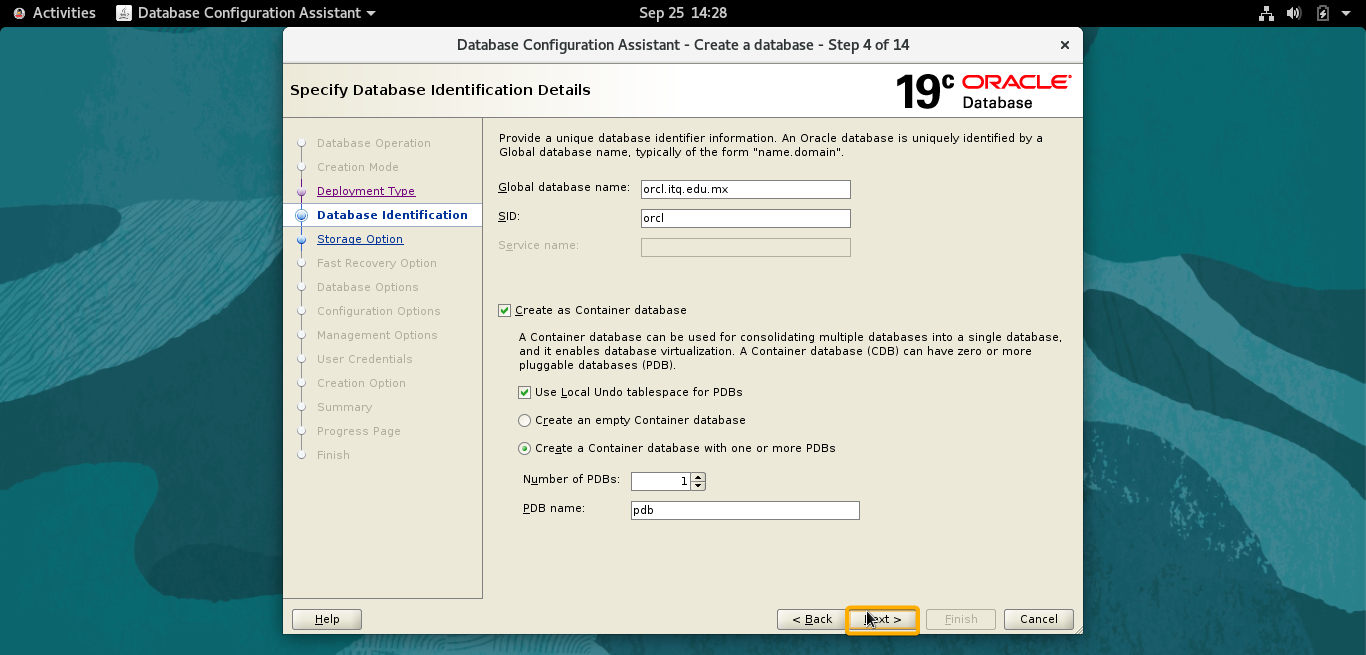 Activities
Database Configuration Assistant
Sep 25 14:28
Database Configuration Assistant - Create a database - Step 4 of 14
×
Specify Database Identification Details
19c ORACLE
Database
Database Operation
Creation Mode
Deployment Type
Database Identification
Storage Option
Fast Recovery Option
Database Options
Configuration Options
Management Options
User Credentials
Creation Option
Summary
Progress Page
Finish
Provide a unique database identifier information. An Oracle database is uniquely identified by a
Global database name, typically of the form "name.domain".
Global database name: orcl.itq.edu.mx
SID: orcl
Service name:
Create as Container database
A Container database can be used for consolidating multiple databases into a single database,
and it enables database virtualization. A Container database (CDB) can have zero or more
pluggable databases (PDB).
Use Local Undo tablespace for PDBs
Create an empty Container database
Create a Container database with one or more PDBs
Number of PDBs: 1
PDB name: pdb
Help
< Back
Next >
Finish
Cancel